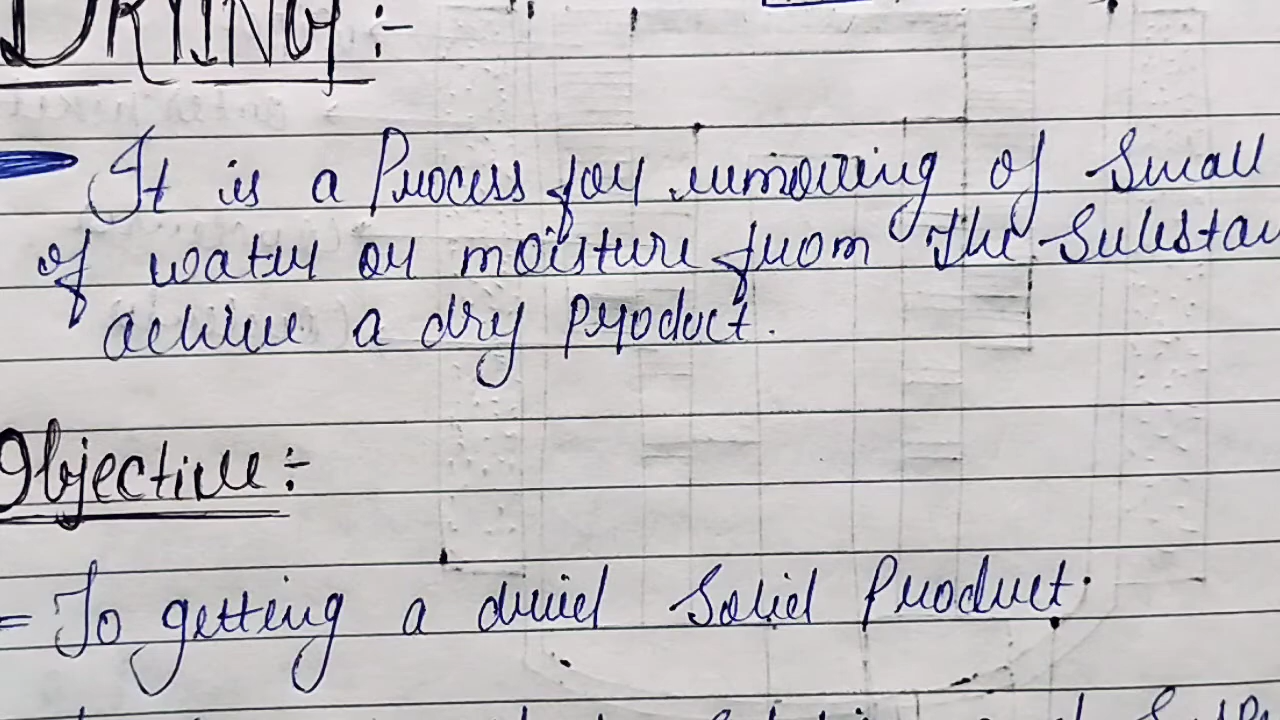 DRYING :-
It is a Process for removing of Small
of water or moisture from the Substan
achive a dry Product.
Objective :-
= To getting a dried Solid Product.